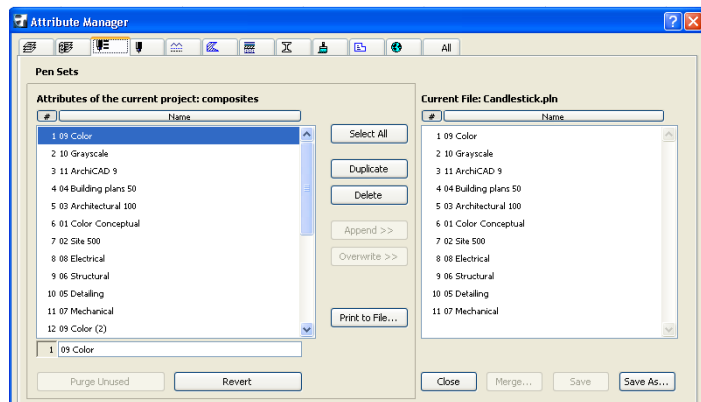 Attribute Manager
All
Pen Sets
Attributes of the current project: composites
# Name
1 09 Color
2 10 Grayscale
3 11 ArchiCAD 9
4 04 Building plans 50
5 03 Architectural 100
6 01 Color Conceptual
7 02 Site 500
8 08 Electrical
9 06 Structural
10 05 Detailing
11 07 Mechanical
12 09 Color (2)
1 09 Color
Purge Unused
Revert
Select All
Duplicate
Delete
Append >>
Overwrite >>
Print to File...
Current File: Candlestick.pln
# Name
1 09 Color
2 10 Grayscale
3 11 ArchiCAD 9
4 04 Building plans 50
5 03 Architectural 100
6 01 Color Conceptual
7 02 Site 500
8 08 Electrical
9 06 Structural
10 05 Detailing
11 07 Mechanical
Close
Merge...
Save
Save As...